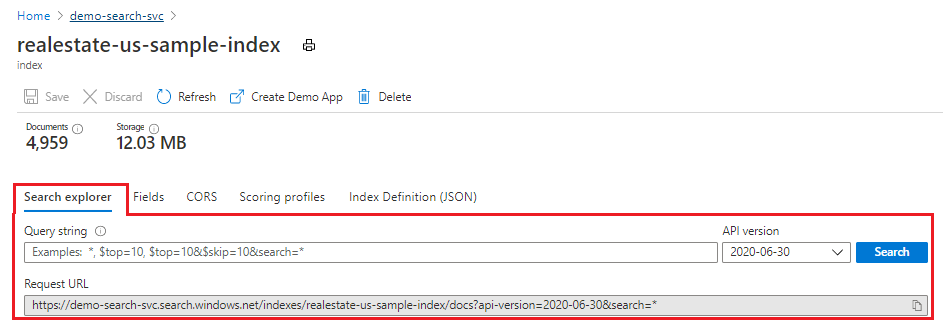 Home > demo-search-svc >
realestate-us-sample-index
index
Save Discard Refresh Create Demo App Delete
Documents Storage
4,959 12.03 MB
Search explorer Fields CORS Scoring profiles Index Definition (JSON)
Query string API version
Examples: *, $top=10, $top=10&$skip=10&search=* 2020-06-30 Search
Request URL
https://demo-search-svc.search.windows.net/indexes/realestate-us-sample-index/docs?api-version=2020-06-30&search=*